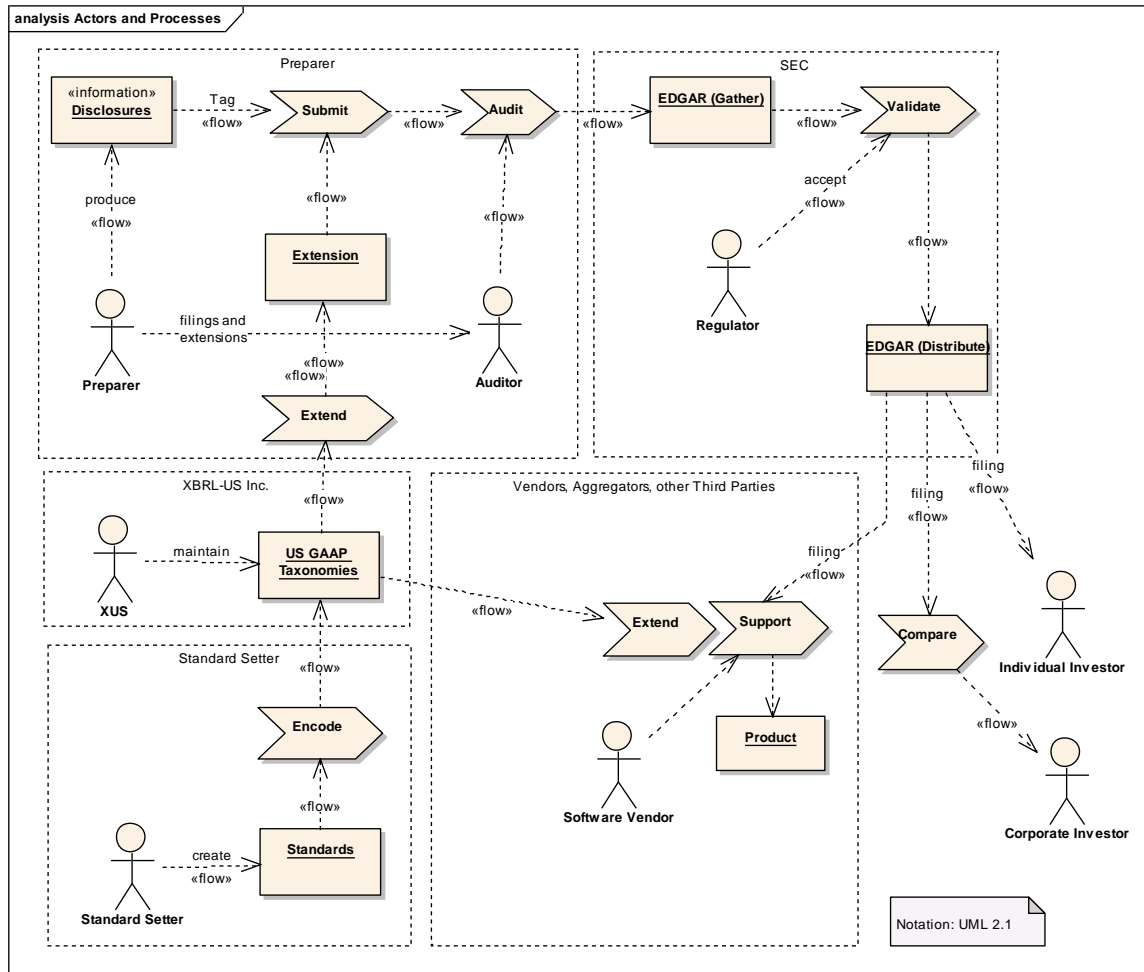 analysis Actors and Processes
Preparer
«information»
Disclosures
Tag
«flow»
Submit
«flow»
Audit
«flow»
produce
«flow»
«flow»
«flow»
Extension
Preparer
filings and
extensions
Auditor
«flow»
«flow»
Extend
SEC
EDGAR (Gather)
«flow»
Validate
accept
«flow»
«flow»
Regulator
EDGAR (Distribute)
XBRL-US Inc.
«flow»
XUS
maintain
US GAAP
Taxonomies
«flow»
Standard Setter
«flow»
Encode
«flow»
Standard Setter
create
«flow»
Standards
Vendors, Aggregators, other Third Parties
filing
«flow»
Extend
Support
Software Vendor
Product
filing
«flow»
filing
«flow»
Compare
Individual Investor
«flow»
Corporate Investor
Notation: UML 2.1